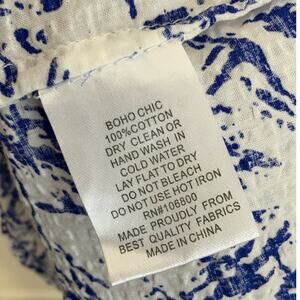 BOHO CHIC
100%COTTON
DRY CLEAN OR
HAND WASH IN
COLD WATER
LAY FLAT TO DRY
DO NOT BLEACH
DO NOT USE HOT IRON
RN#106800
MADE PROUDLY FROM
BEST QUALITY FABRICS
MADE IN CHINA